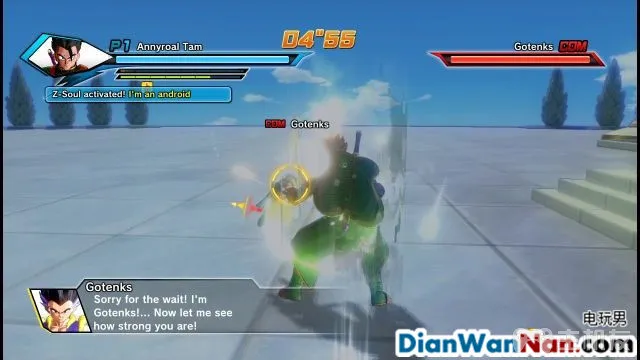 P1 Annyroal Tam
04"55
Gotenks COM
Z-Soul activated! I'm an android
COM Gotenks
Gotenks
Sorry for the wait! I'm
Gotenks!... Now let me see
how strong you are!
电玩男
DianWanNan.com